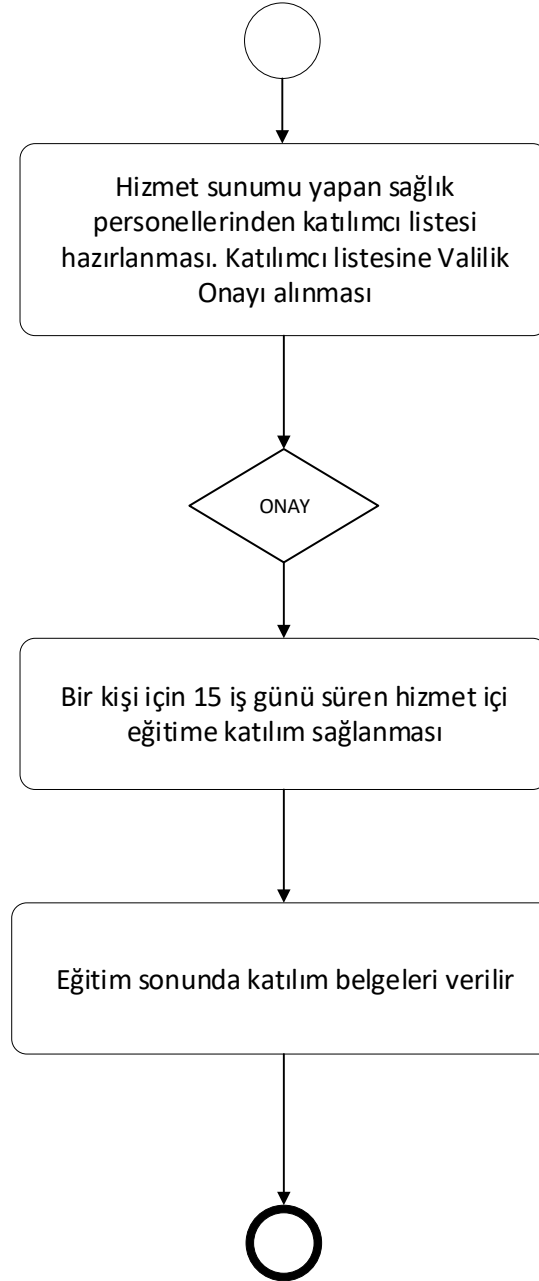 Hizmet sunumu yapan sağlık
personellerinden katılımcı listesi
hazırlanması. Katılımcı listesine Valilik
Onayı alınması
ONAY
Bir kişi için 15 iş günü süren hizmet içi
eğitime katılım sağlanması
Eğitim sonunda katılım belgeleri verilir